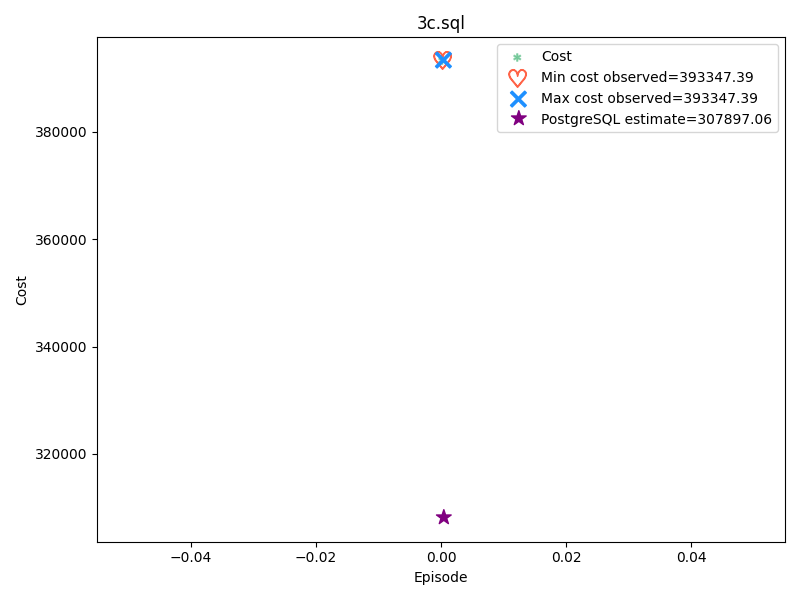 3c.sql
Cost
Min cost observed=393347.39
Max cost observed=393347.39
PostgreSQL estimate=307897.06
380000
360000
340000
320000
Cost
−0.04
−0.02
0.00
0.02
0.04
Episode